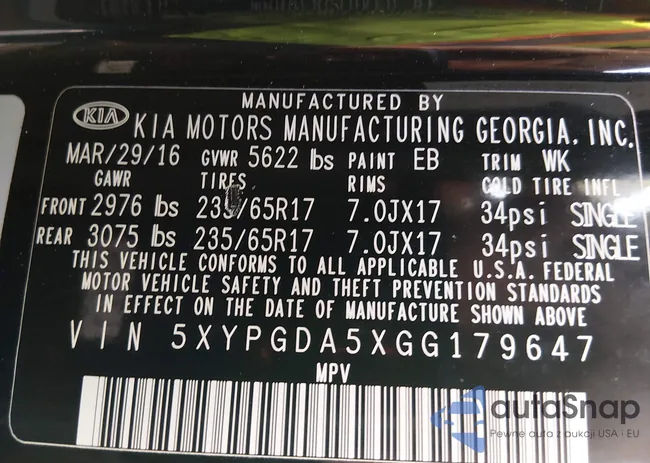 MANUFACTURED BY
KIA KIA MOTORS MANUFACTURING GEORGIA, INC.
MAR/29/16 GVWR 5622 lbs PAINT EB TRIM WK
GAWR TIRES RIMS COLD TIRE INFL
FRONT 2976 lbs 235/65R17 7.0JX17 34psi SINGLE
REAR 3075 lbs 235/65R17 7.0JX17 34psi SINGLE
THIS VEHICLE CONFORMS TO ALL APPLICABLE U.S.A. FEDERAL
MOTOR VEHICLE SAFETY AND THEFT PREVENTION STANDARDS
IN EFFECT ON THE DATE OF MANUFACTURE SHOWN ABOVE
VIN 5XYPGDA5XGG179647
MPV
autoSnap
Pewne auta z aukcji USA · EU